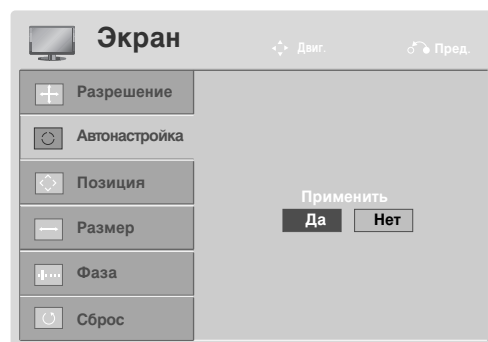 Экран
Двиг.
Пред.
Разрешение
Автонастройка
Позиция
Размер
Фаза
Сброс
Применить
Да
Нет